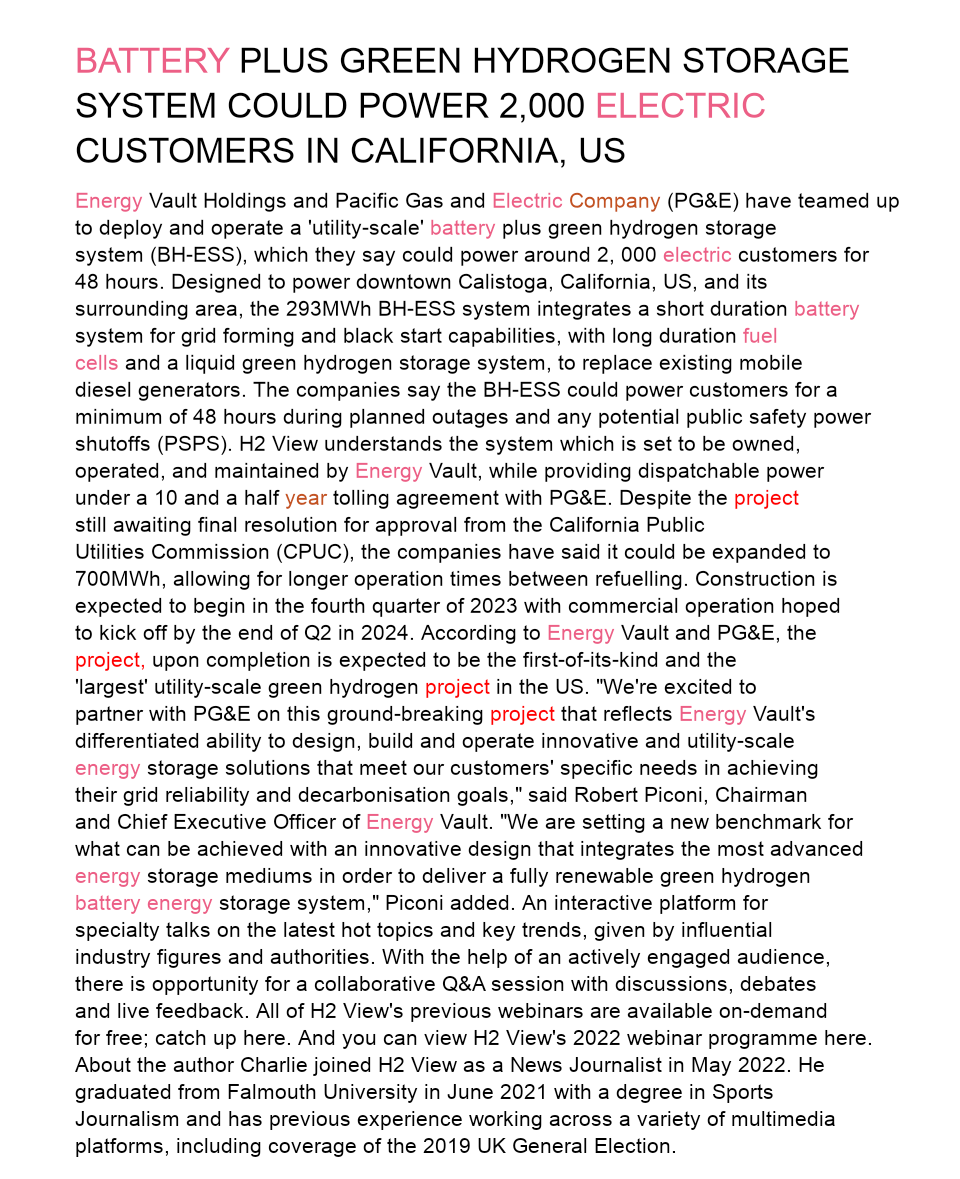 BATTERY PLUS GREEN HYDROGEN STORAGE
SYSTEM COULD POWER 2,000 ELECTRIC
CUSTOMERS IN CALIFORNIA, US
Energy Vault Holdings and Pacific Gas and Electric Company (PG&E) have teamed up
to deploy and operate a 'utility-scale' battery plus green hydrogen storage
system (BH-ESS), which they say could power around 2, 000 electric customers for
48 hours. Designed to power downtown Calistoga, California, US, and its
surrounding area, the 293MWh BH-ESS system integrates a short duration battery
system for grid forming and black start capabilities, with long duration fuel
cells and a liquid green hydrogen storage system, to replace existing mobile
diesel generators. The companies say the BH-ESS could power customers for a
minimum of 48 hours during planned outages and any potential public safety power
shutoffs (PSPS). H2 View understands the system which is set to be owned,
operated, and maintained by Energy Vault, while providing dispatchable power
under a 10 and a half year tolling agreement with PG&E. Despite the project
still awaiting final resolution for approval from the California Public
Utilities Commission (CPUC), the companies have said it could be expanded to
700MWh, allowing for longer operation times between refuelling. Construction is
expected to begin in the fourth quarter of 2023 with commercial operation hoped
to kick off by the end of Q2 in 2024. According to Energy Vault and PG&E, the
project, upon completion is expected to be the first-of-its-kind and the
'largest' utility-scale green hydrogen project in the US. "We're excited to
partner with PG&E on this ground-breaking project that reflects Energy Vault's
differentiated ability to design, build and operate innovative and utility-scale
energy storage solutions that meet our customers' specific needs in achieving
their grid reliability and decarbonisation goals," said Robert Piconi, Chairman
and Chief Executive Officer of Energy Vault. "We are setting a new benchmark for
what can be achieved with an innovative design that integrates the most advanced
energy storage mediums in order to deliver a fully renewable green hydrogen
battery energy storage system," Piconi added. An interactive platform for
specialty talks on the latest hot topics and key trends, given by influential
industry figures and authorities. With the help of an actively engaged audience,
there is opportunity for a collaborative Q&A session with discussions, debates
and live feedback. All of H2 View's previous webinars are available on-demand
for free; catch up here. And you can view H2 View's 2022 webinar programme here.
About the author Charlie joined H2 View as a News Journalist in May 2022. He
graduated from Falmouth University in June 2021 with a degree in Sports
Journalism and has previous experience working across a variety of multimedia
platforms, including coverage of the 2019 UK General Election.